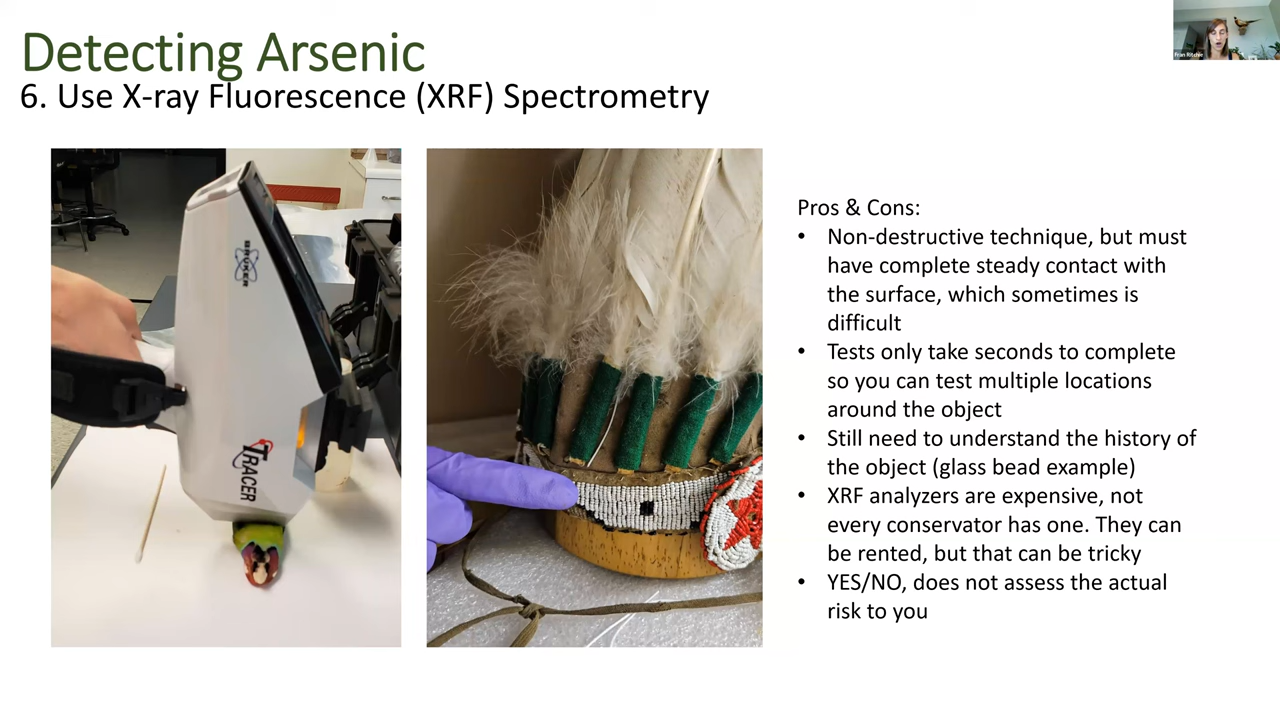 Detecting Arsenic
6. Use X-ray Fluorescence (XRF) Spectrometry
Fran Ritchie
BRUKER
TRACER
Pros & Cons:
• Non-destructive technique, but must
have complete steady contact with
the surface, which sometimes is
difficult
• Tests only take seconds to complete
so you can test multiple locations
around the object
• Still need to understand the history of
the object (glass bead example)
• XRF analyzers are expensive, not
every conservator has one. They can
be rented, but that can be tricky
• YES/NO, does not assess the actual
risk to you